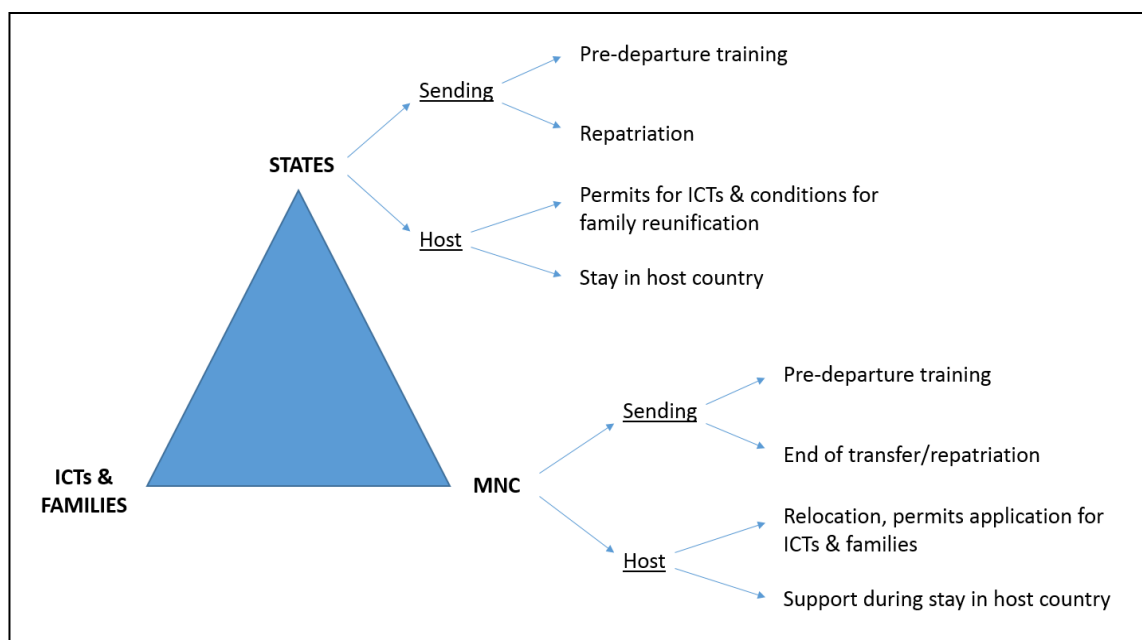 Pre-departure training
Sending
Repatriation
STATES
Permits for ICTs & conditions for
family reunification
Host
Stay in host country
Pre-departure training
Sending
End of transfer/repatriation
ICTs &
FAMILIES
MNC
Relocation, permits application for
ICTs & families
Host
Support during stay in host country